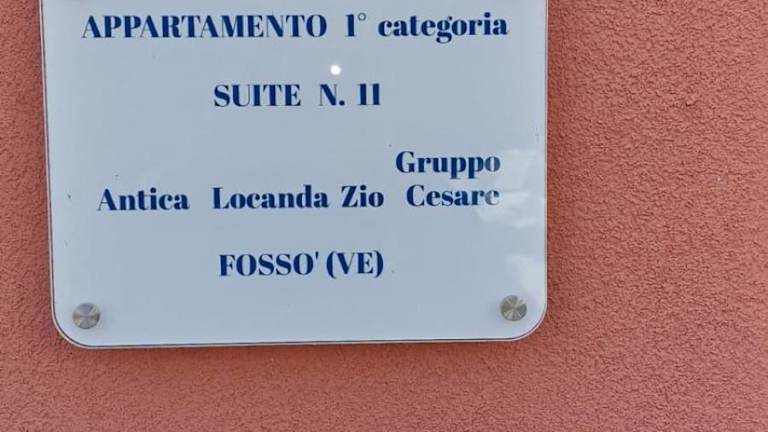 APPARTAMENTO 1° categoria
SUITE N. 11
Gruppo
Antica Locanda Zio Cesare
FOSSO' (VE)